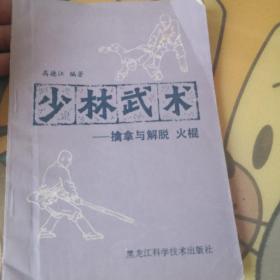 高德江 编著
少林武术
——擒拿与解脱 火棍
黑龙江科学技术出版社